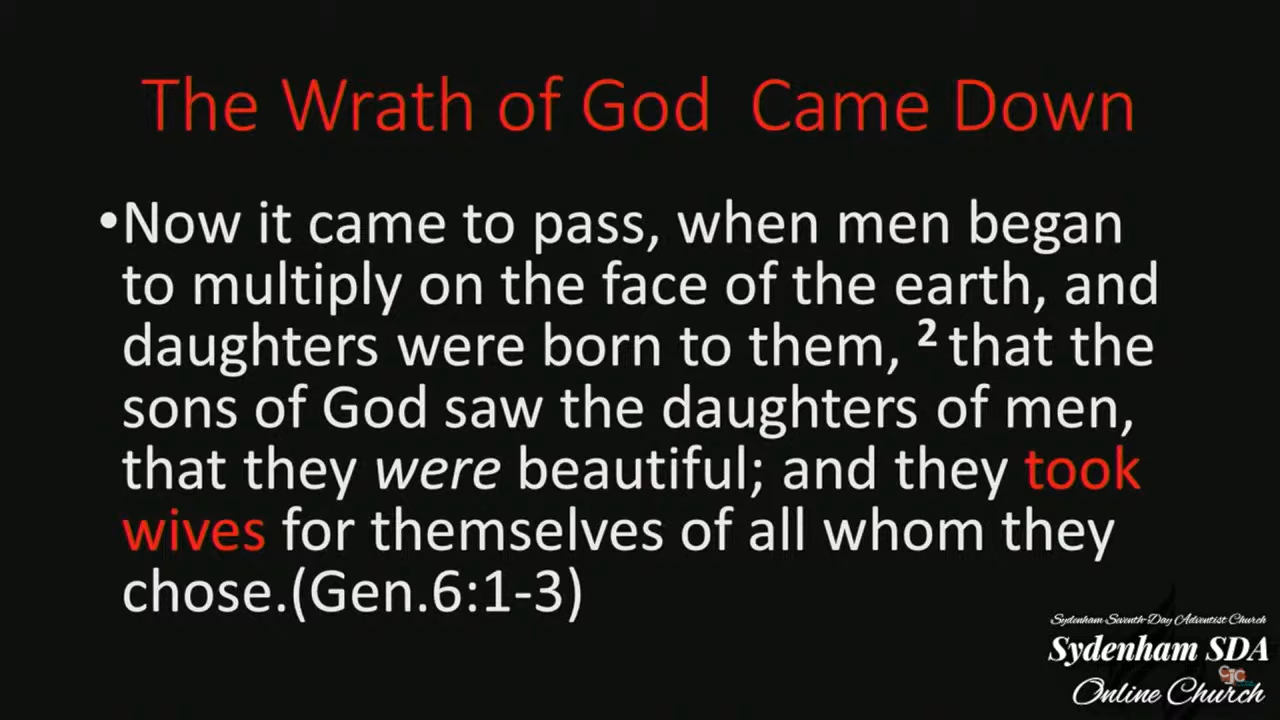 The Wrath of God  Came Down
•Now it came to pass, when men began
to multiply on the face of the earth, and
daughters were born to them, ² that the
sons of God saw the daughters of men,
that they were beautiful; and they took
wives for themselves of all whom they
chose.(Gen.6:1-3)
Sydenham Seventh-Day Adventist Church
Sydenham SDA
Online Church